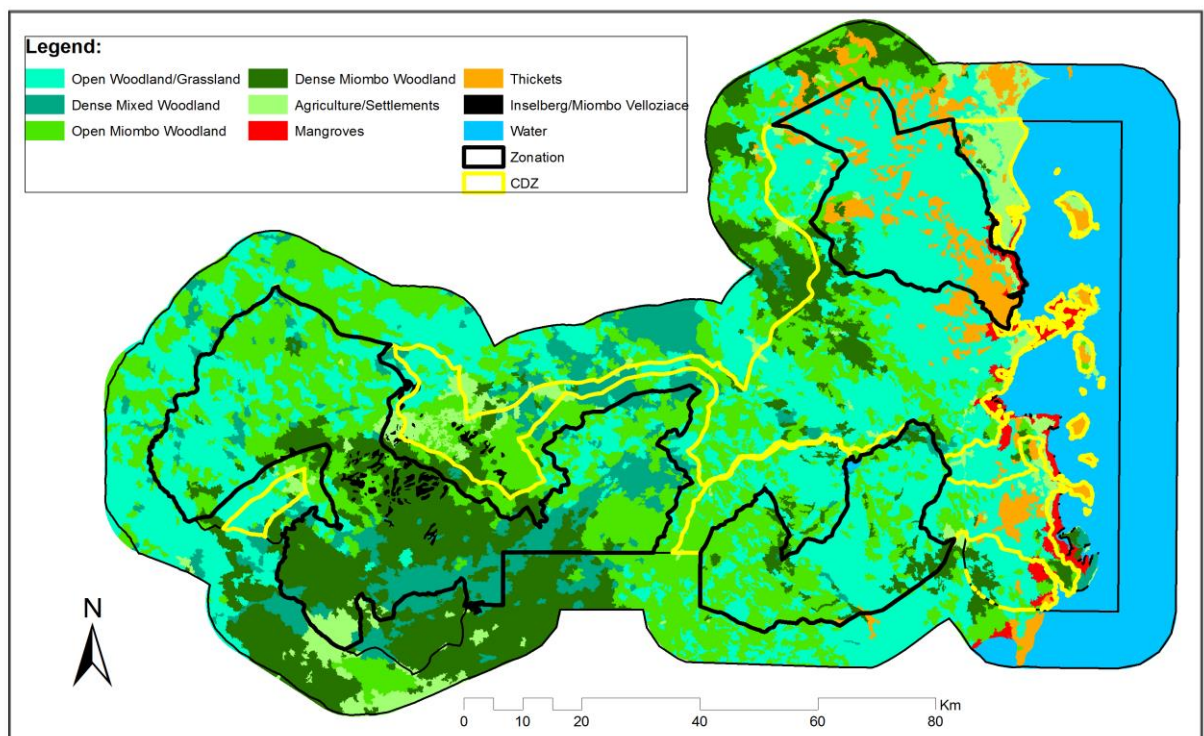 Legend:
Open Woodland/Grassland
Dense Mixed Woodland
Open Miombo Woodland
Dense Miombo Woodland
Agriculture/Settlements
Mangroves
Thickets
Inselberg/Miombo Velloziace
Water
Zonation
CDZ
N
Km
0 10 20 40 60 80